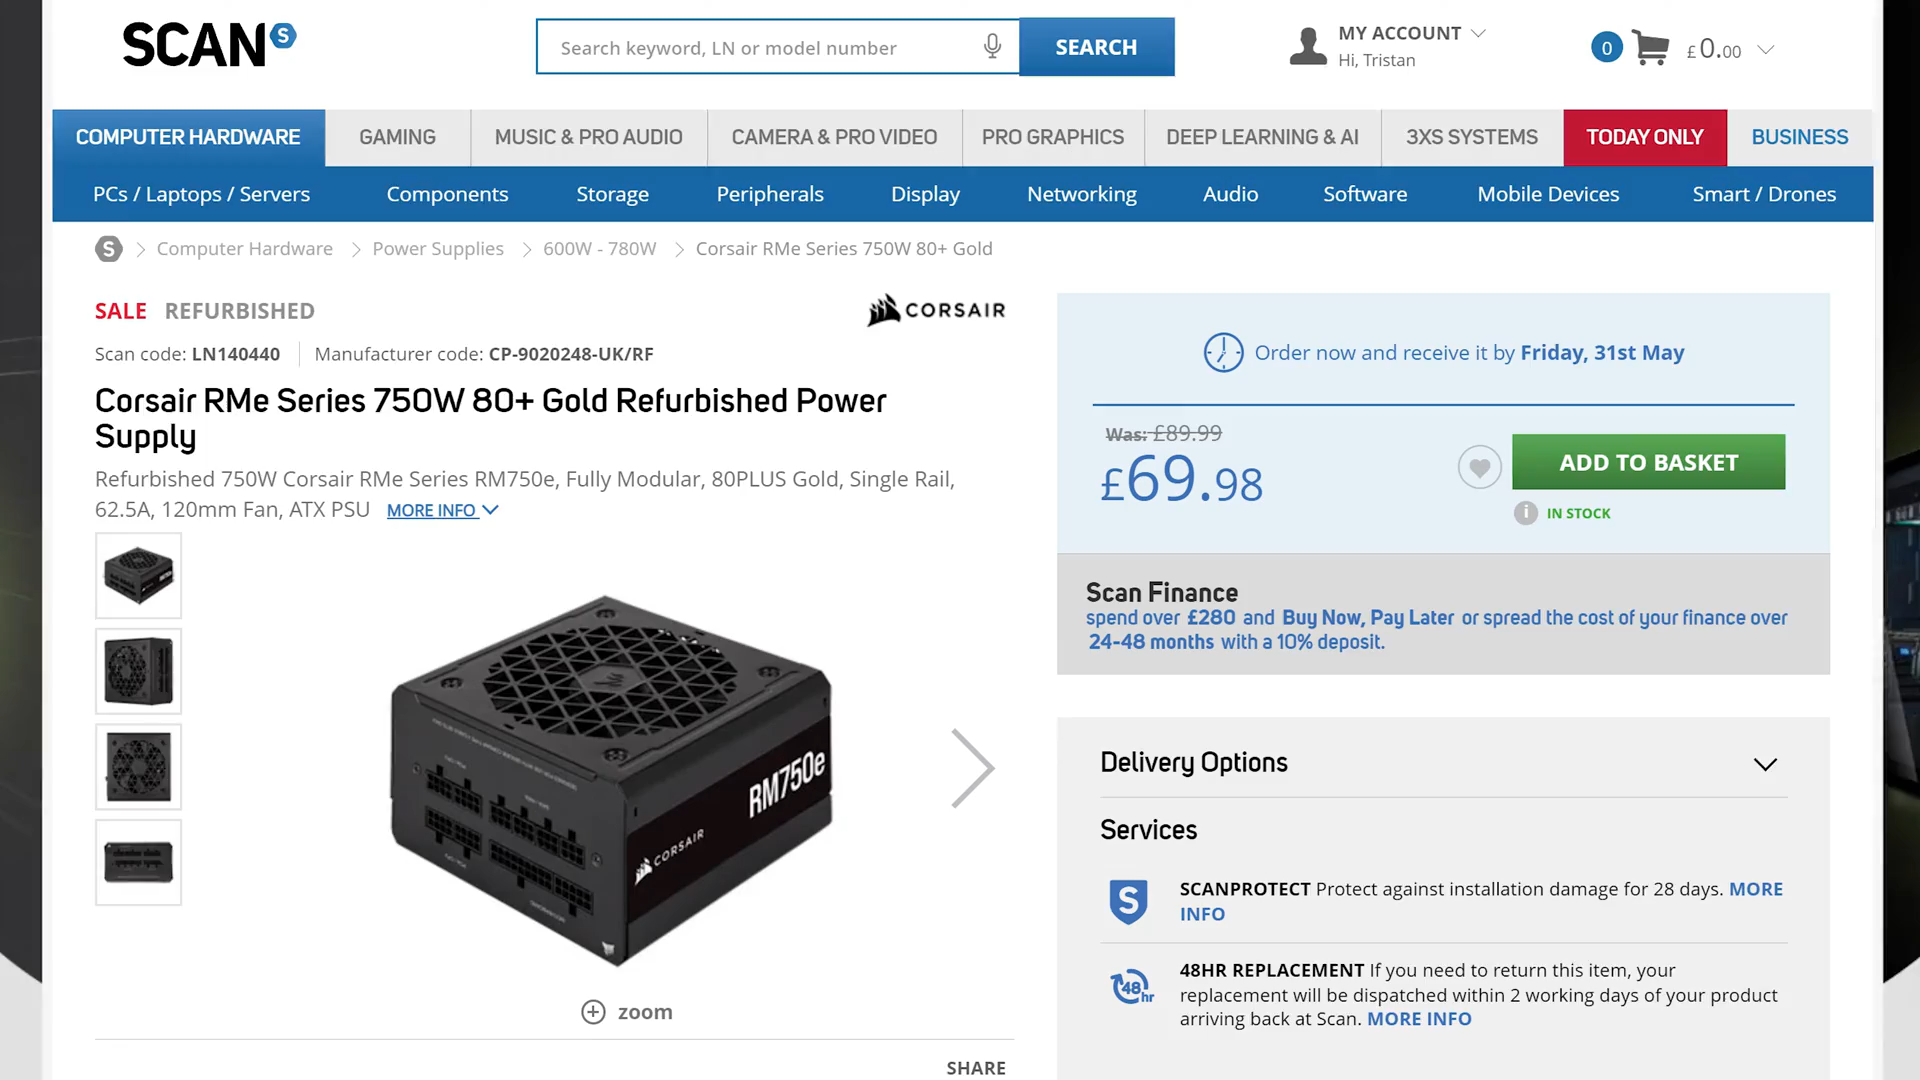 SCAN S
Search keyword, LN or model number
SEARCH
MY ACCOUNT
Hi, Tristan
0
£0.00
COMPUTER HARDWARE
GAMING
MUSIC & PRO AUDIO
CAMERA & PRO VIDEO
PRO GRAPHICS
DEEP LEARNING & AI
3XS SYSTEMS
TODAY ONLY
BUSINESS
PCs / Laptops / Servers
Components
Storage
Peripherals
Display
Networking
Audio
Software
Mobile Devices
Smart / Drones
S
Computer Hardware
Power Supplies
600W - 780W
Corsair RMe Series 750W 80+ Gold
SALE REFURBISHED
CORSAIR
Scan code: LN140440
Manufacturer code: CP-9020248-UK/RF
Corsair RMe Series 750W 80+ Gold Refurbished Power
Supply
Refurbished 750W Corsair RMe Series RM750e, Fully Modular, 80PLUS Gold, Single Rail,
62.5A, 120mm Fan, ATX PSU MORE INFO
RM750e
CORSAIR
zoom
SHARE
Order now and receive it by Friday, 31st May
Was: £89.99
£69.98
ADD TO BASKET
i IN STOCK
Scan Finance
spend over £280 and Buy Now, Pay Later or spread the cost of your finance over
24-48 months with a 10% deposit.
Delivery Options
Services
S
SCANPROTECT Protect against installation damage for 28 days. MORE
INFO
48hr
48HR REPLACEMENT If you need to return this item, your
replacement will be dispatched within 2 working days of your product
arriving back at Scan. MORE INFO